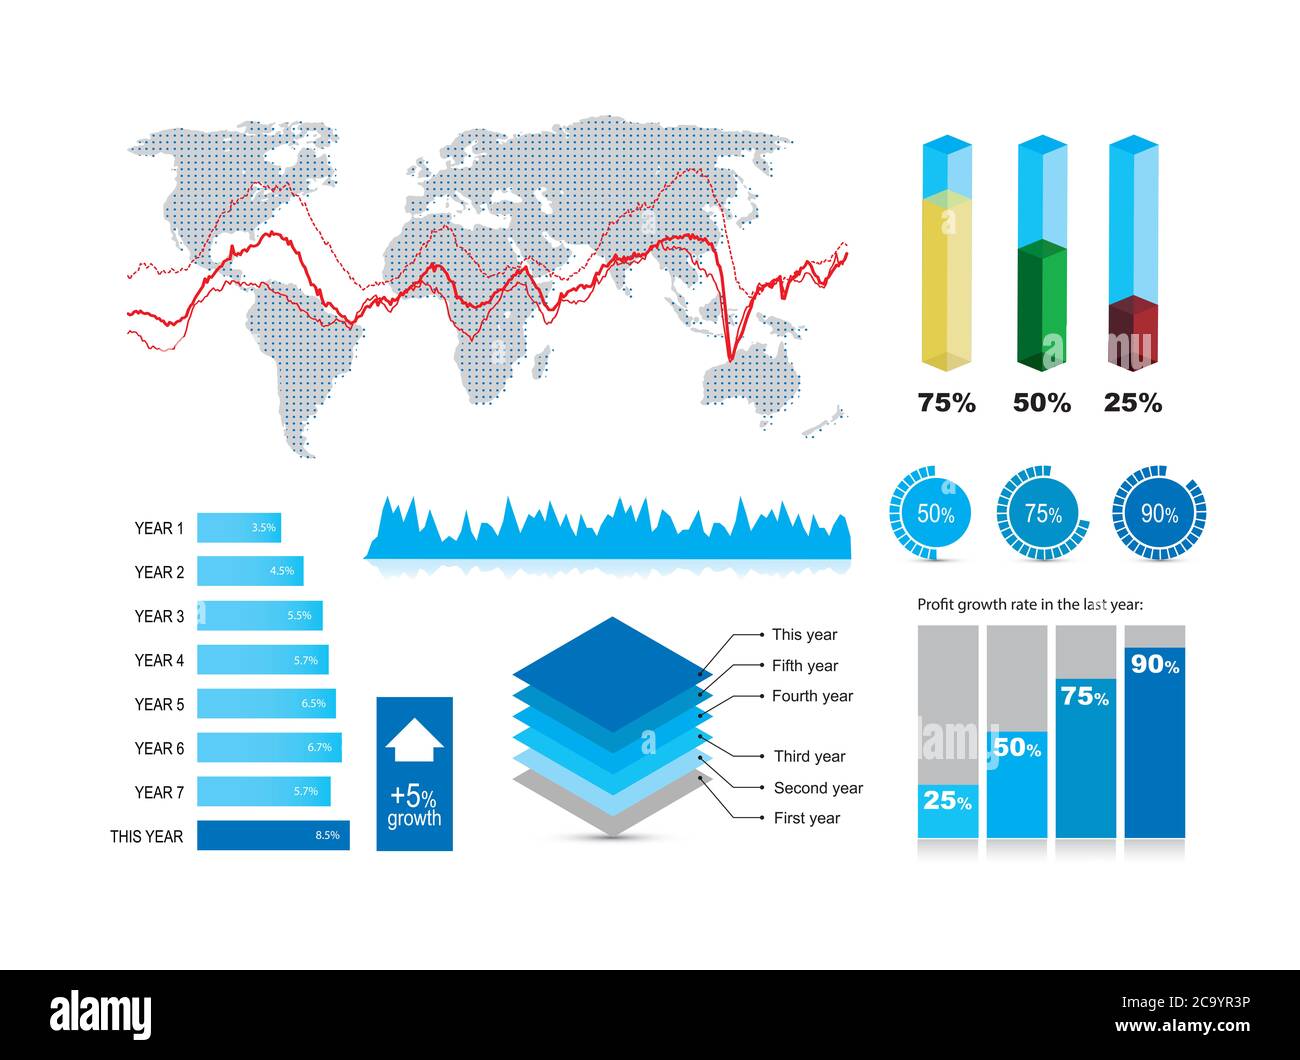 75% 50% 25%
50% 75% 90%
YEAR 1 3.5%
YEAR 2 4.5%
YEAR 3 5.5%
YEAR 4 5.7%
YEAR 5 6.5%
YEAR 6 6.7%
YEAR 7 5.7%
THIS YEAR 8.5%
+5%
growth
This year
Fifth year
Fourth year
Third year
Second year
First year
Profit growth rate in the last year:
25% 50% 75% 90%
a alamy
a
a
a
alamy
Image ID: 2C9YR3P
www.alamy.com